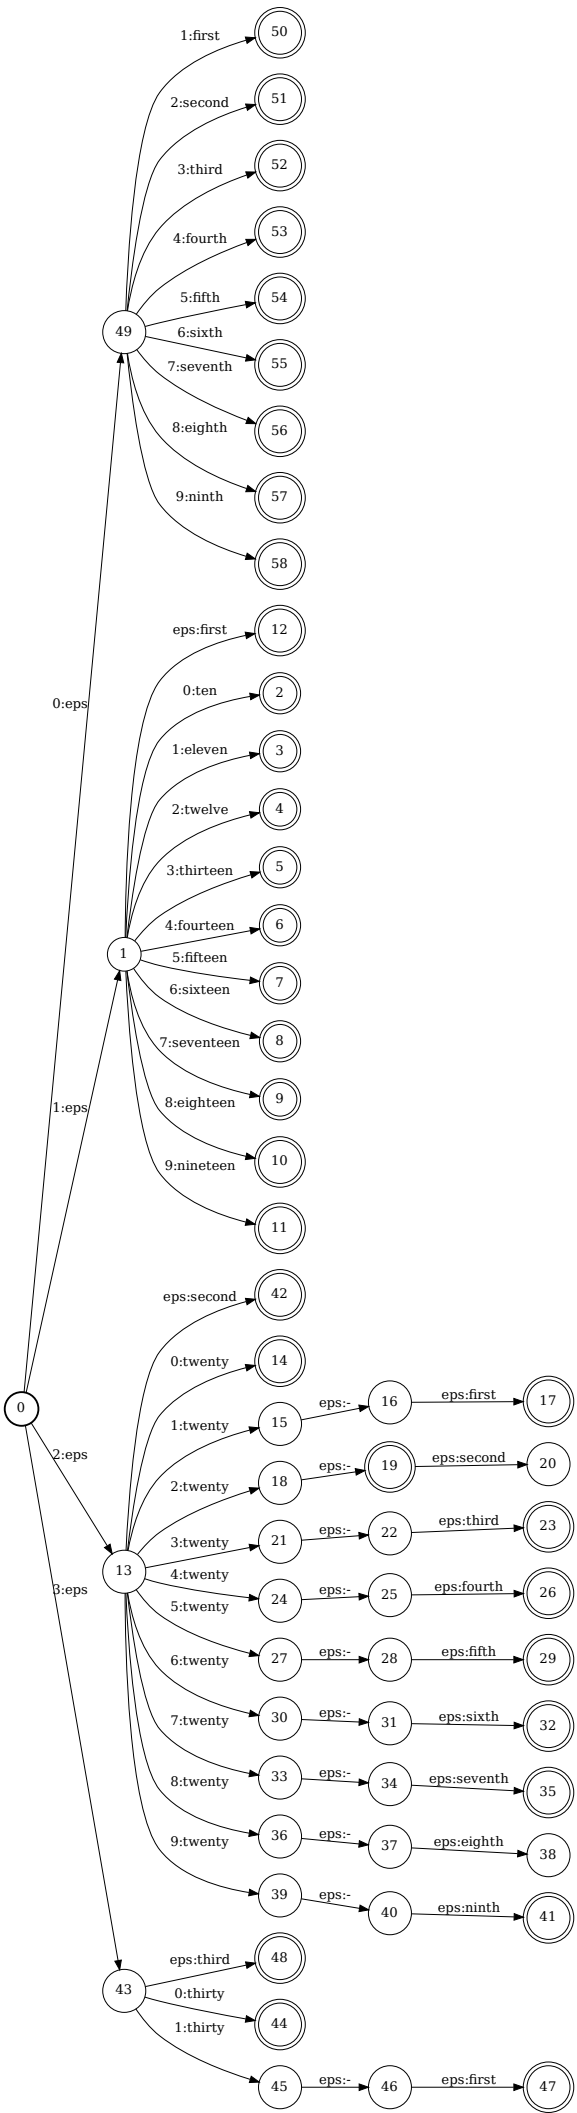 1:first
50
2:second
51
3:third
52
4:fourth
53
5:fifth
54
49
6:sixth
55
7:seventh
56
8:eighth
57
9:ninth
58
eps:first
12
0:eps
0:ten
2
1:eleven
3
2:twelve
4
3:thirteen
5
4:fourteen
6
1
5:fifteen
7
6:sixteen
8
7:seventeen
9
1:eps
8:eighteen
10
9:nineteen
11
eps:second
42
0:twenty
14
0
1:twenty
15
eps:-
16
eps:first
17
2:eps
2:twenty
18
eps:-
19
eps:second
20
3:twenty
21
eps:-
22
eps:third
23
13
4:twenty
24
eps:-
25
eps:fourth
26
3:eps
5:twenty
27
eps:-
28
eps:fifth
29
6:twenty
30
eps:-
31
eps:sixth
32
7:twenty
33
eps:-
34
eps:seventh
35
8:twenty
36
eps:-
37
eps:eighth
38
9:twenty
39
eps:-
40
eps:ninth
41
eps:third
48
43
0:thirty
44
1:thirty
45
eps:-
46
eps:first
47